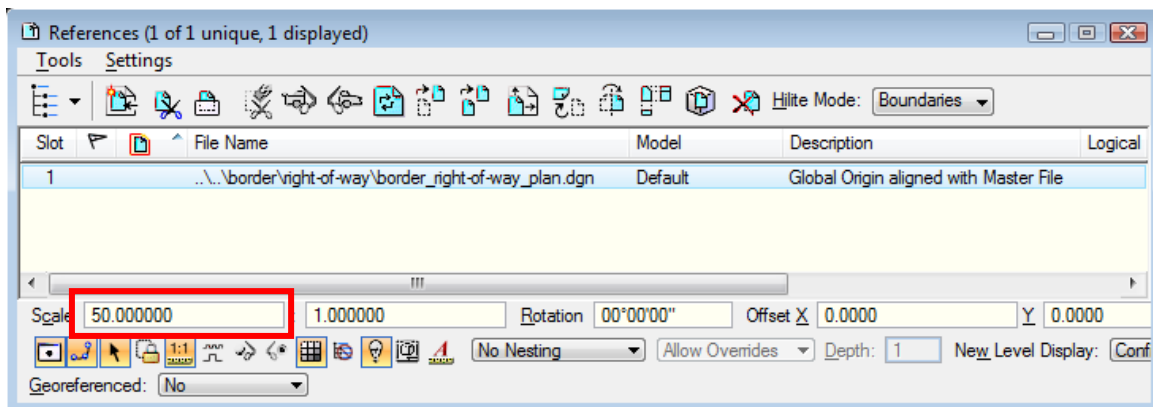 References (1 of 1 unique, 1 displayed)
Tools Settings
Hilite Mode: Boundaries
Slot File Name Model Description Logical
1 ..\..\border\right-of-way\border_right-of-way_plan.dgn Default Global Origin aligned with Master File
Scale 50.000000 : 1.000000 Rotation 00°00'00" Offset X 0.0000 Y 0.0000
1:1 A No Nesting Allow Overrides Depth: 1 New Level Display: Conf
Georeferenced: No